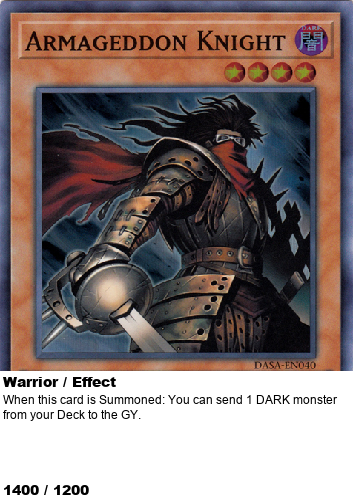 Armageddon Knight
DARK
闇
DASA-EN040
Warrior / Effect
When this card is Summoned: You can send 1 DARK monster
from your Deck to the GY.
1400 / 1200